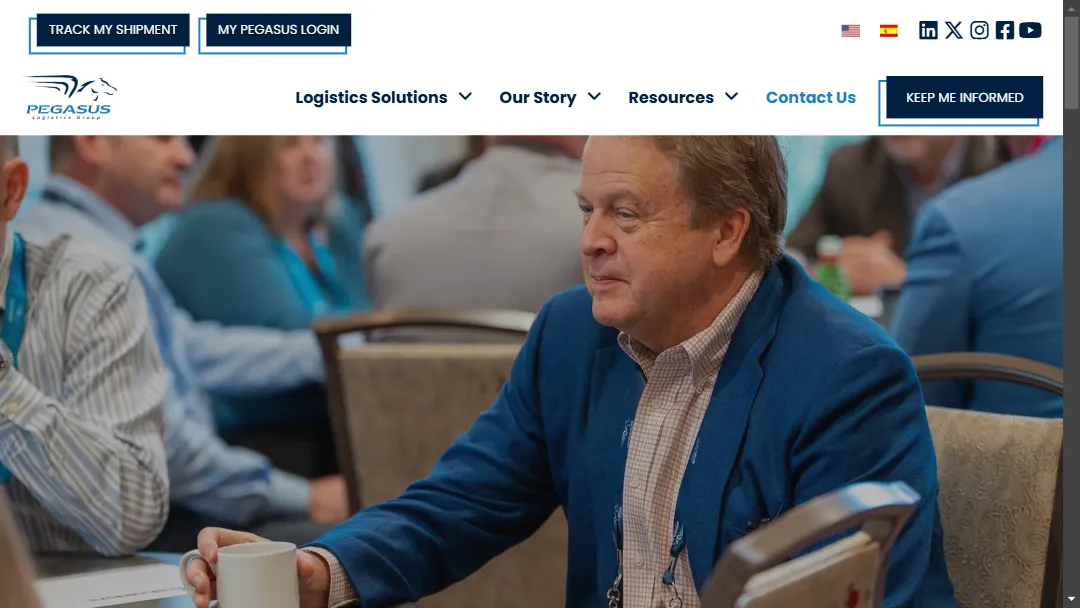 TRACK MY SHIPMENT
MY PEGASUS LOGIN
PEGASUS
Logistics Group
Logistics Solutions
Our Story
Resources
Contact Us
KEEP ME INFORMED